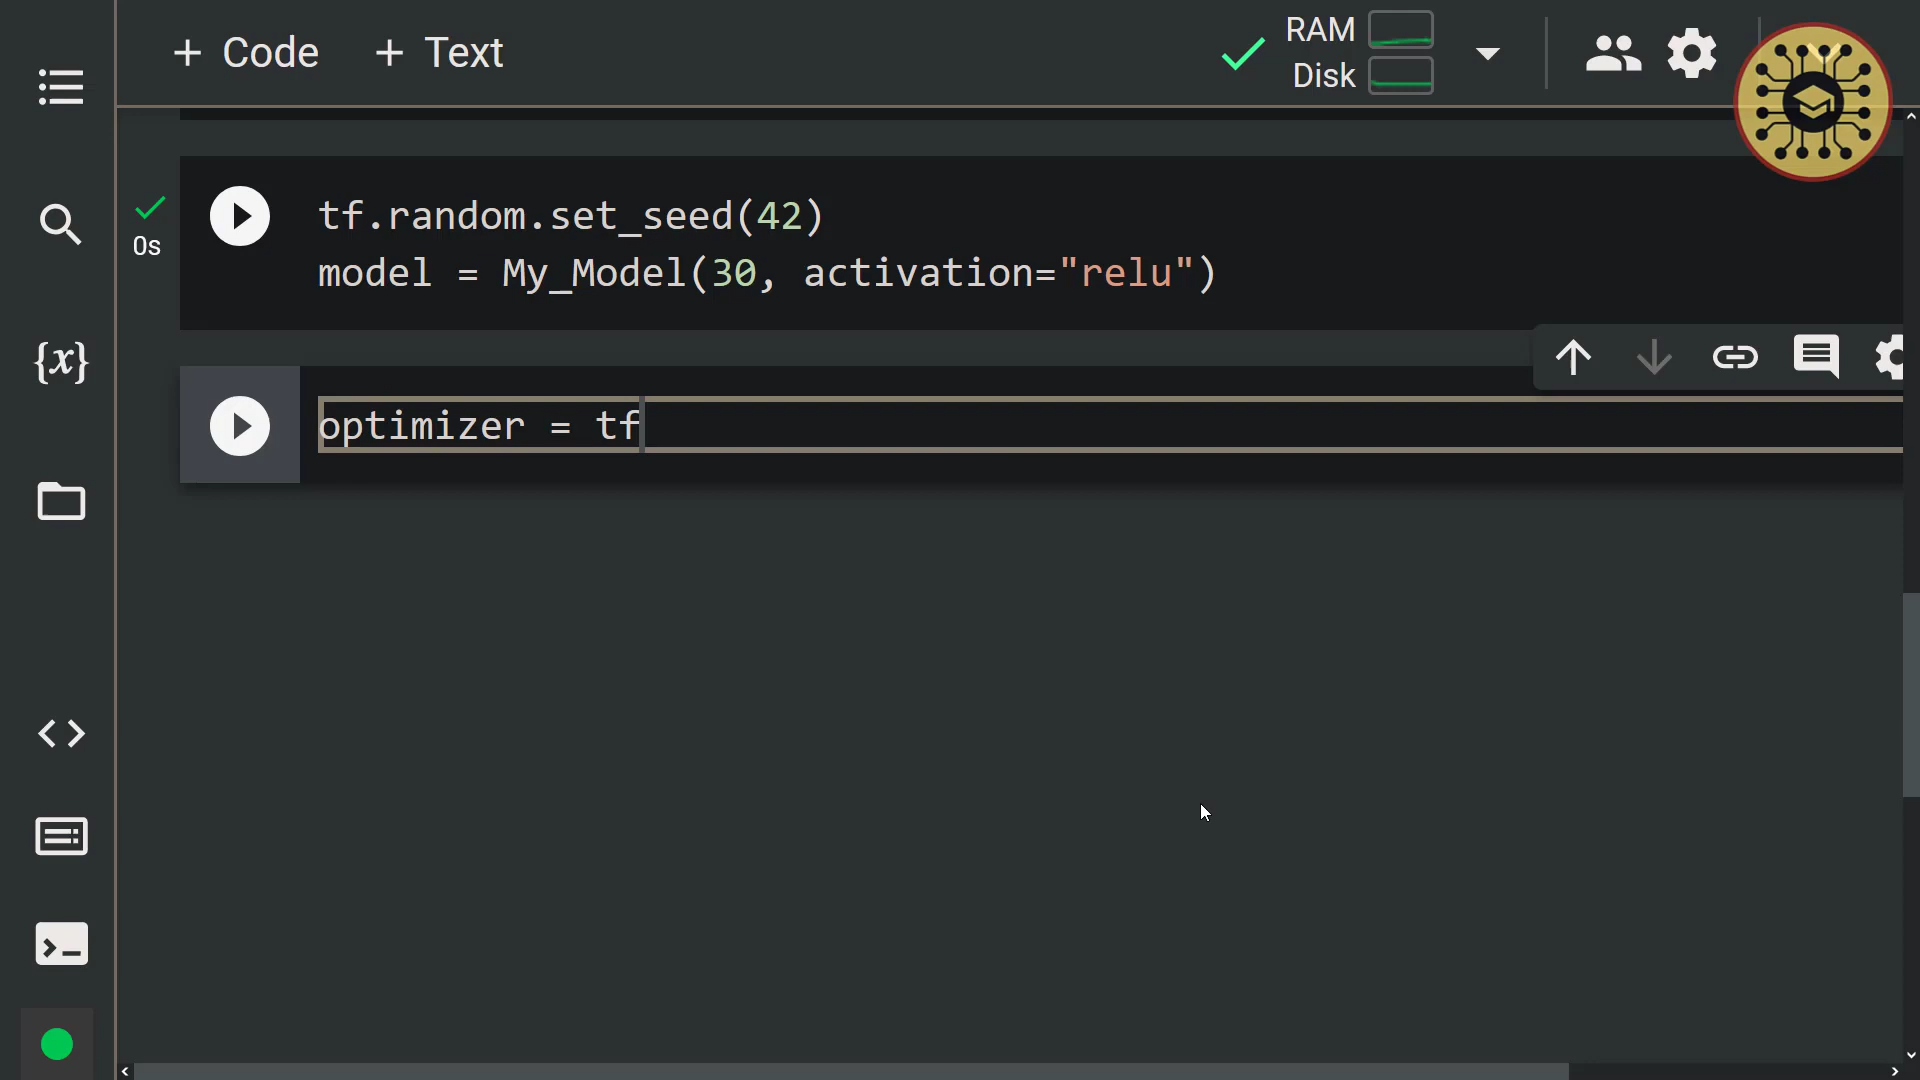 + Code + Text
RAM
Disk
0s
tf.random.set_seed(42)
model = My_Model(30, activation="relu")
{x}
optimizer = tf